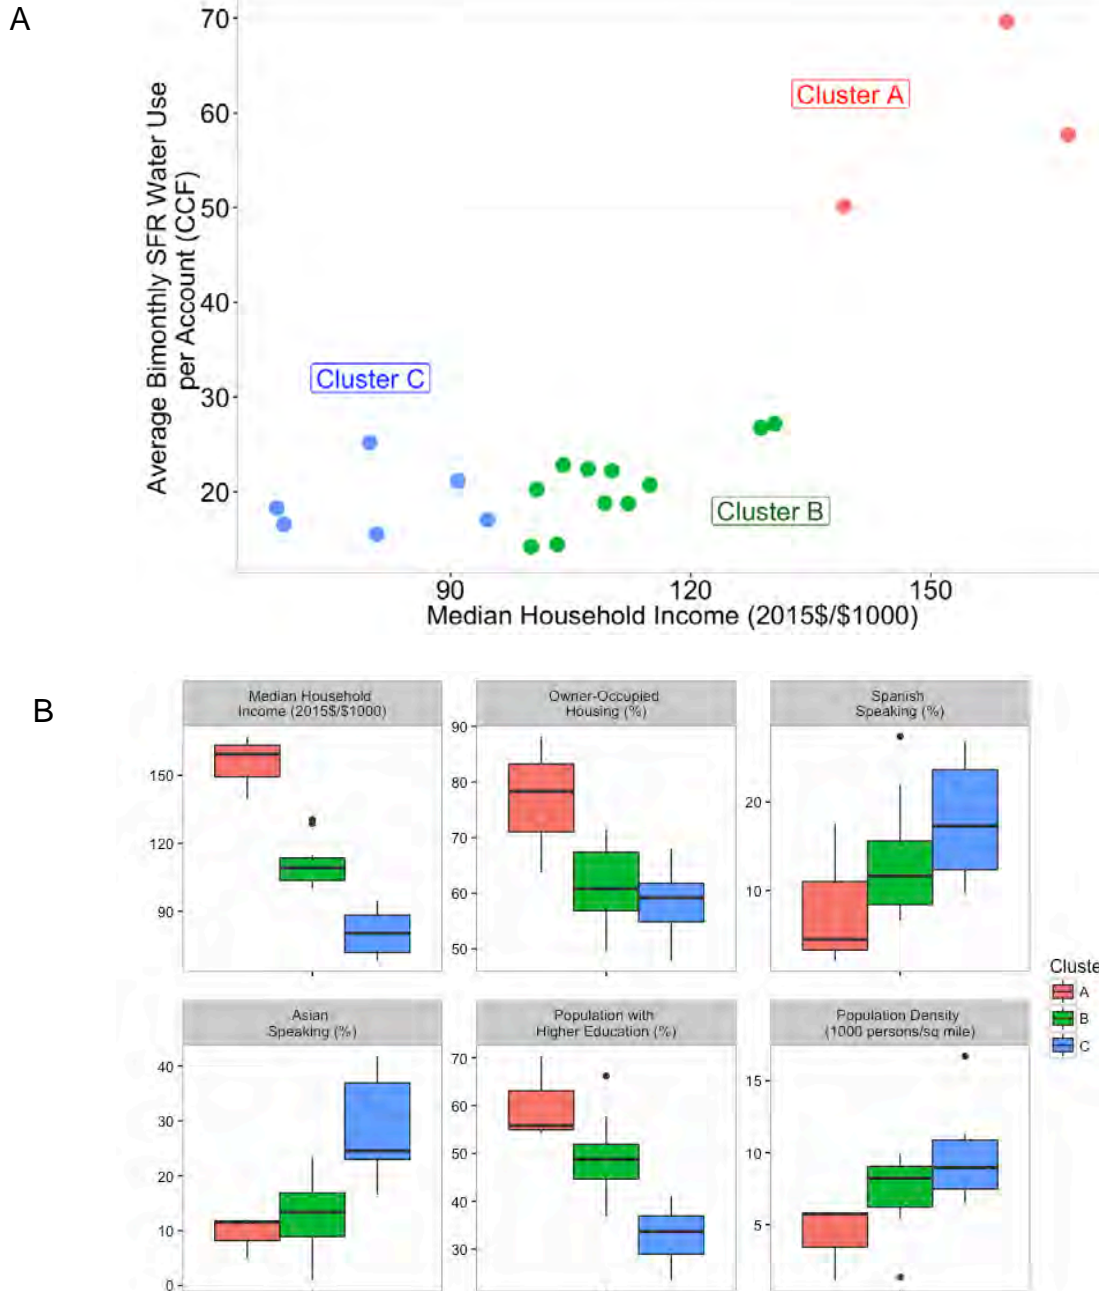 A
Average Bimonthly SFR Water Use
per Account (CCF)
70
60
50
40
30
20
Cluster A
Cluster C
Cluster B
90 120 150
Median Household Income (2015$/$1000)
B
Median Household
Income (2015$/$1000)
150
120
90
Owner-Occupied
Housing (%)
90
80
70
60
50
Spanish
Speaking (%)
20
10
Asian
Speaking (%)
40
30
20
10
0
Population with
Higher Education (%)
70
60
50
40
30
Population Density
(1000 persons/sq mile)
15
10
5
Cluste
A
B
C